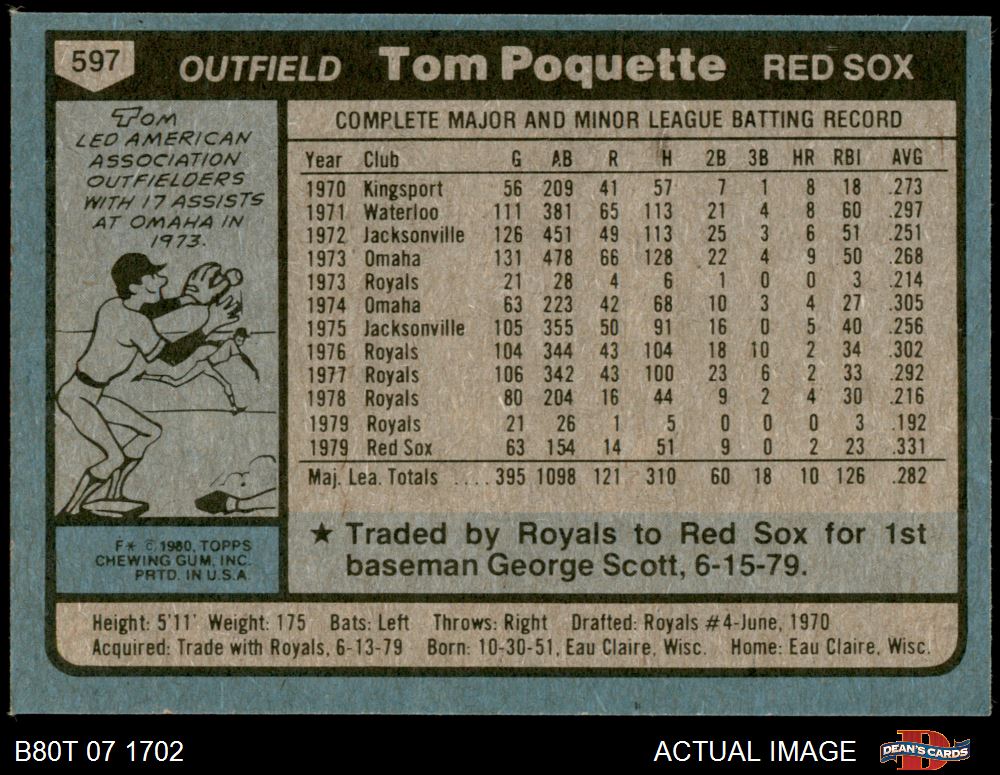 597 OUTFIELD Tom Poquette RED SOX
TOM
LED AMERICAN
ASSOCIATION
OUTFIELDERS
WITH 17 ASSISTS
AT OMAHA IN
1973.
COMPLETE MAJOR AND MINOR LEAGUE BATTING RECORD
Year Club G AB R H 2B 3B HR RBI AVG
1970 Kingsport 56 209 41 57 7 1 8 18 .273
1971 Waterloo 111 381 65 113 21 4 8 60 .297
1972 Jacksonville 126 451 49 113 25 3 6 51 .251
1973 Omaha 131 478 66 128 22 4 9 50 .268
1973 Royals 21 28 4 6 1 0 0 3 .214
1974 Omaha 63 223 42 68 10 3 4 27 .305
1975 Jacksonville 105 355 50 91 16 0 5 40 .256
1976 Royals 104 344 43 104 18 10 2 34 .302
1977 Royals 106 342 43 100 23 6 2 33 .292
1978 Royals 80 204 16 44 9 2 4 30 .216
1979 Royals 21 26 1 5 0 0 0 3 .192
1979 Red Sox 63 154 14 51 9 0 2 23 .331
Maj. Lea. Totals .... 395 1098 121 310 60 18 10 126 .282
★ Traded by Royals to Red Sox for 1st
baseman George Scott, 6-15-79.
F* © 1980, TOPPS
CHEWING GUM, INC.
PRTD. IN U.S.A.
Height: 5'11" Weight: 175 Bats: Left Throws: Right Drafted: Royals #4-June, 1970
Acquired: Trade with Royals, 6-13-79 Born: 10-30-51, Eau Claire, Wisc. Home: Eau Claire, Wisc.
B80T 07 1702 ACTUAL IMAGE DEAN'S CARDS